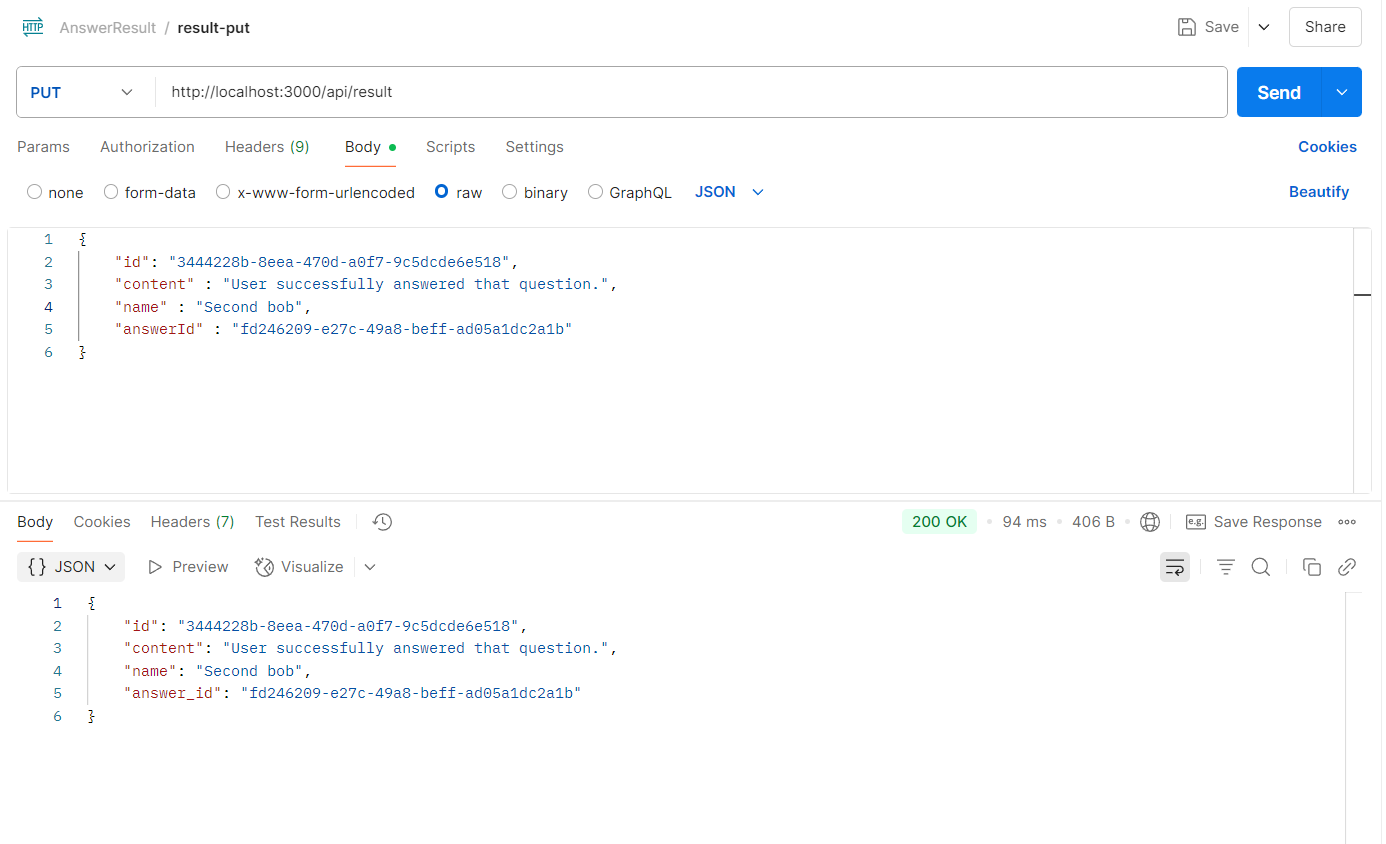 HTTP AnswerResult / result-put Save Share
PUT http://localhost:3000/api/result Send
Params Authorization Headers (9) Body Scripts Settings Cookies
none form-data x-www-form-urlencoded raw binary GraphQL JSON Beautify
1 {
2 "id": "3444228b-8eea-470d-a0f7-9c5dcde6e518",
3 "content" : "User successfully answered that question.",
4 "name" : "Second bob",
5 "answerId" : "fd246209-e27c-49a8-beff-ad05a1dc2a1b"
6 }
Body Cookies Headers (7) Test Results 200 OK • 94 ms • 406 B • e.g. Save Response
{ } JSON Preview Visualize
1 {
2 "id": "3444228b-8eea-470d-a0f7-9c5dcde6e518",
3 "content": "User successfully answered that question.",
4 "name": "Second bob",
5 "answer_id": "fd246209-e27c-49a8-beff-ad05a1dc2a1b"
6 }